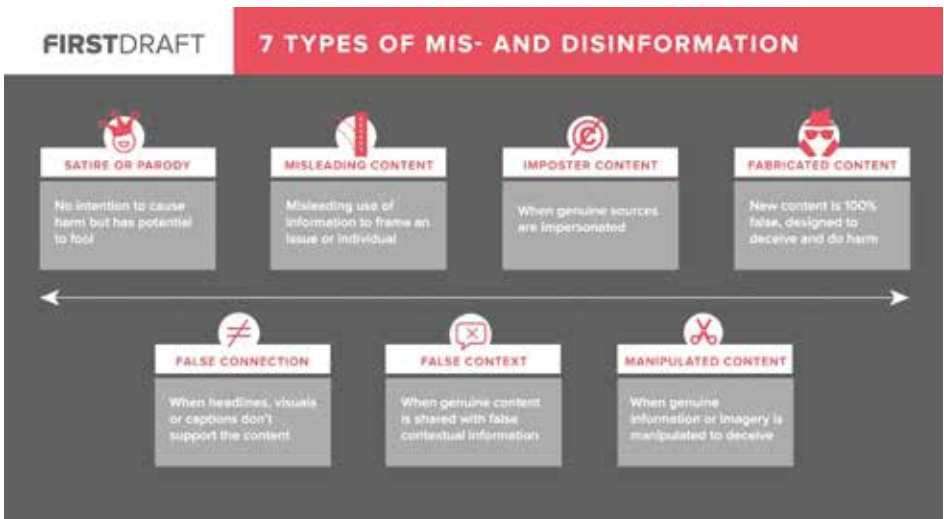 FIRSTDRAFT
7 TYPES OF MIS- AND DISINFORMATION
SATIRE OR PARODY
No intention to cause
harm but has potential
to fool
MISLEADING CONTENT
Misleading use of
information to frame an
issue or individual
IMPOSTER CONTENT
When genuine sources
are impersonated
FABRICATED CONTENT
New content is 100%
false, designed to
deceive and do harm
FALSE CONNECTION
When headlines, visuals
or captions don't
support the content
FALSE CONTEXT
When genuine content
is shared with false
contextual information
MANIPULATED CONTENT
When genuine
information or imagery is
manipulated to deceive